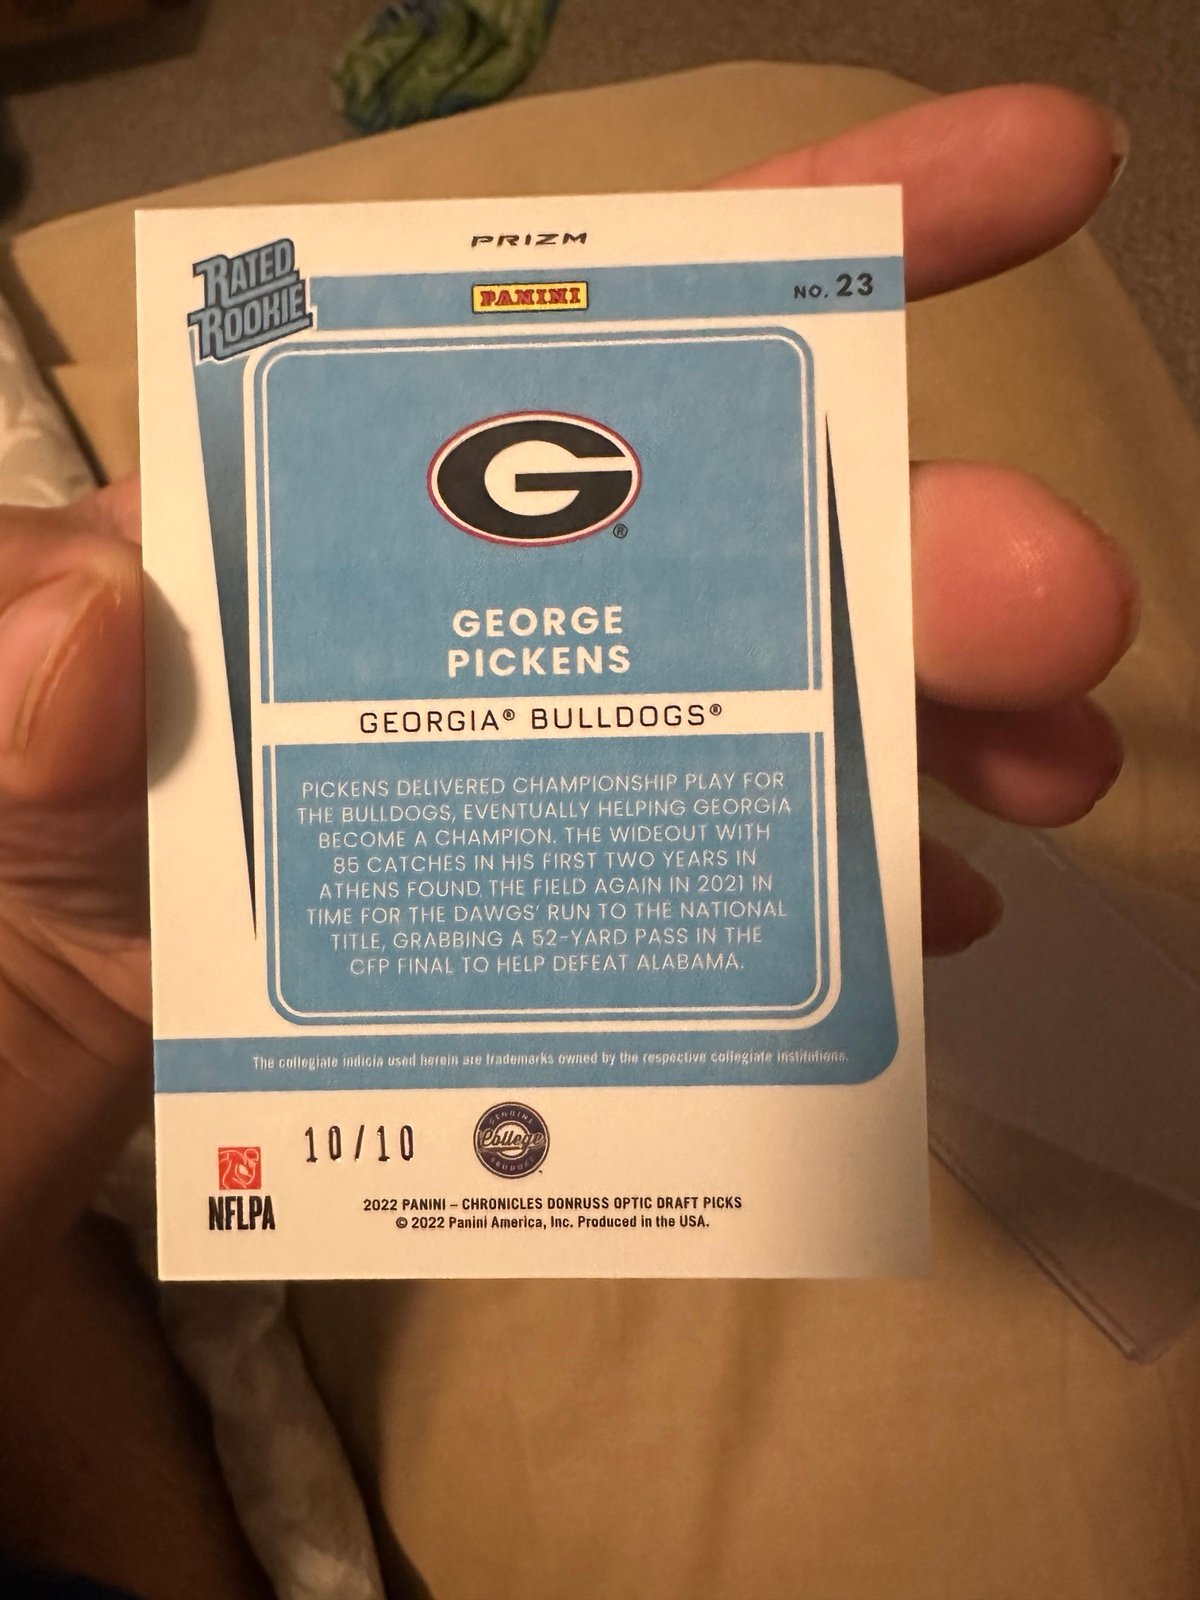 PRIZM
RATED
ROOKIE
PANINI
NO. 23
G®
GEORGE
PICKENS
GEORGIA® BULLDOGS®
PICKENS DELIVERED CHAMPIONSHIP PLAY FOR
THE BULLDOGS, EVENTUALLY HELPING GEORGIA
BECOME A CHAMPION. THE WIDEOUT WITH
85 CATCHES IN HIS FIRST TWO YEARS IN
ATHENS FOUND THE FIELD AGAIN IN 2021 IN
TIME FOR THE DAWGS' RUN TO THE NATIONAL
TITLE, GRABBING A 52-YARD PASS IN THE
CFP FINAL TO HELP DEFEAT ALABAMA.
The collegiate indicia used herein are trademarks owned by the respective collegiate institutions.
10/10
GENUINE
College
PRODUCT
NFLPA
2022 PANINI – CHRONICLES DONRUSS OPTIC DRAFT PICKS
© 2022 Panini America, Inc. Produced in the USA.